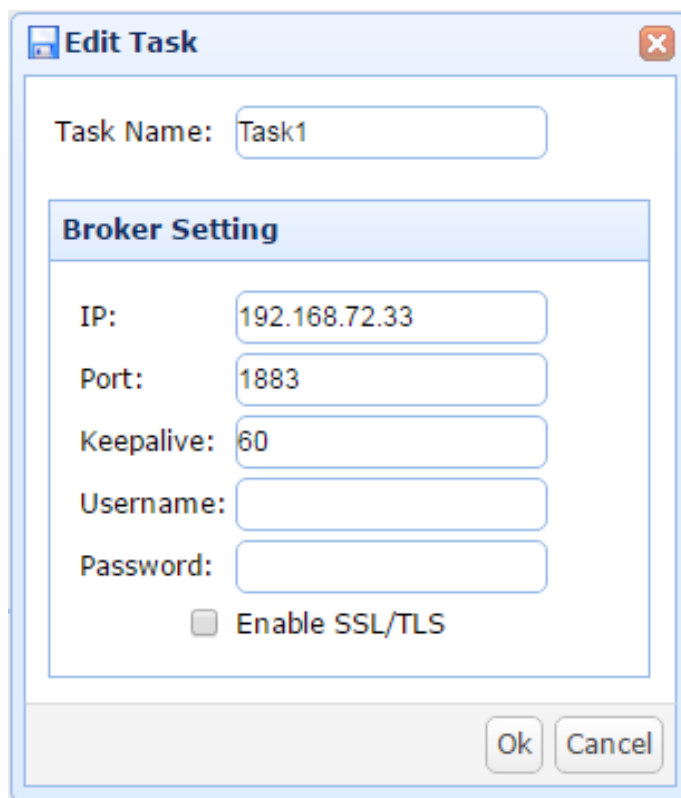 Edit Task
Task Name: Task1
Broker Setting
IP: 192.168.72.33
Port: 1883
Keepalive: 60
Username:
Password:
Enable SSL/TLS
Ok Cancel